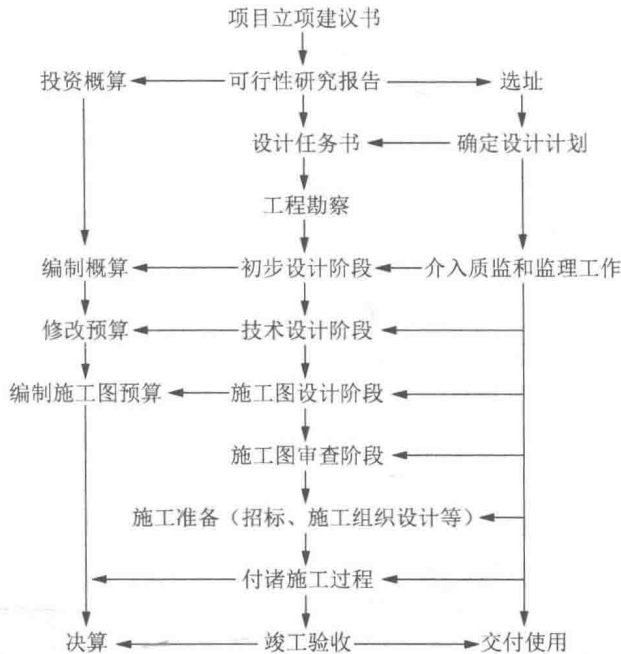 项目立项建议书
投资概算 可行性研究报告 选址
设计任务书 确定设计计划
工程勘察
编制概算 初步设计阶段 介入质监和监理工作
修改预算 技术设计阶段
编制施工图预算 施工图设计阶段
施工图审查阶段
施工准备（招标、施工组织设计等）
付诸施工过程
决算 竣工验收 交付使用